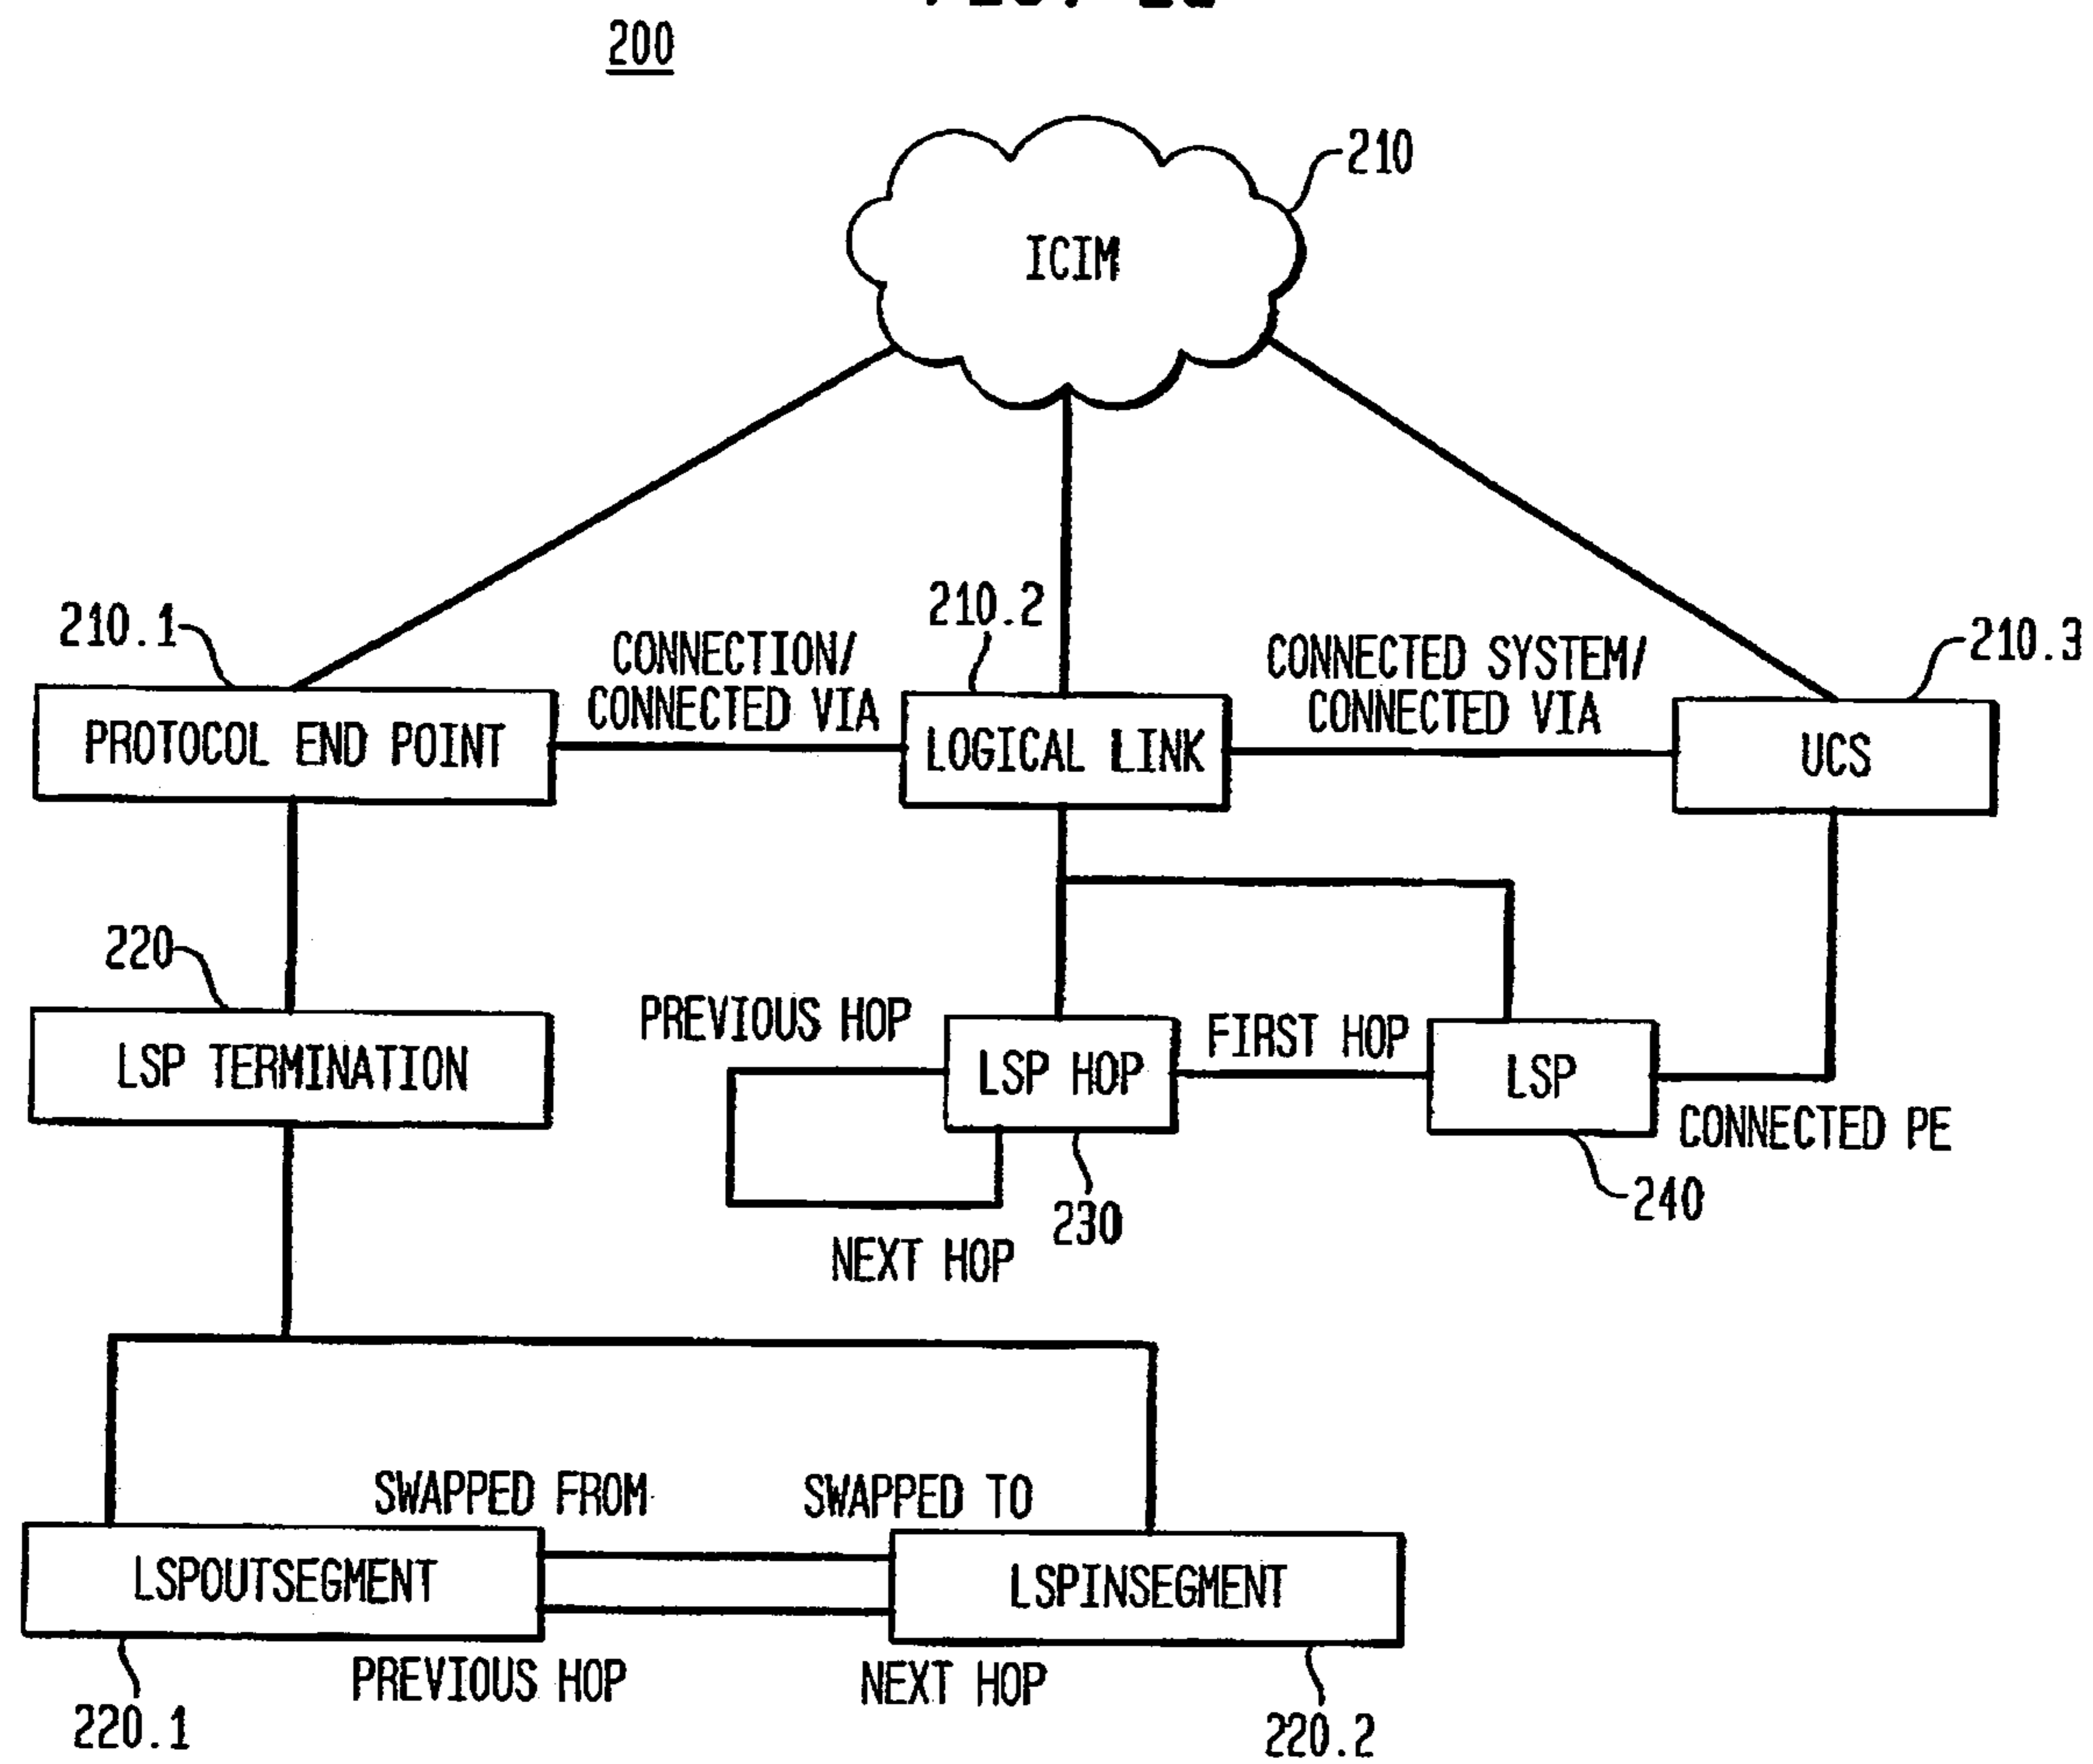 200
210
ICIM
210.1
210.2
210.3
CONNECTION/
CONNECTED VIA
CONNECTED SYSTEM/
CONNECTED VIA
PROTOCOL END POINT
LOGICAL LINK
UCS
220
LSP TERMINATION
PREVIOUS HOP
LSP HOP
FIRST HOP
LSP
CONNECTED PE
230
240
NEXT HOP
SWAPPED FROM
SWAPPED TO
LSPOUTSEGMENT
LSPINSEGMENT
PREVIOUS HOP
NEXT HOP
220.1
220.2